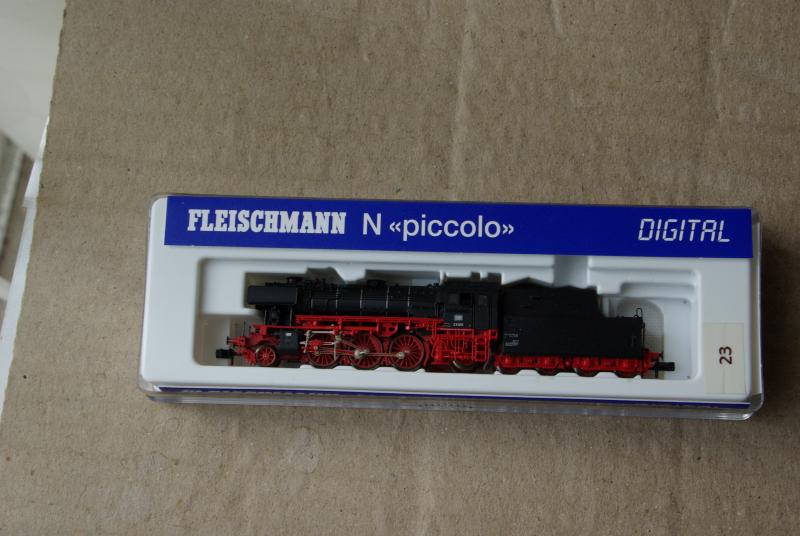 FLEISCHMANN N «piccolo» DIGITAL
23